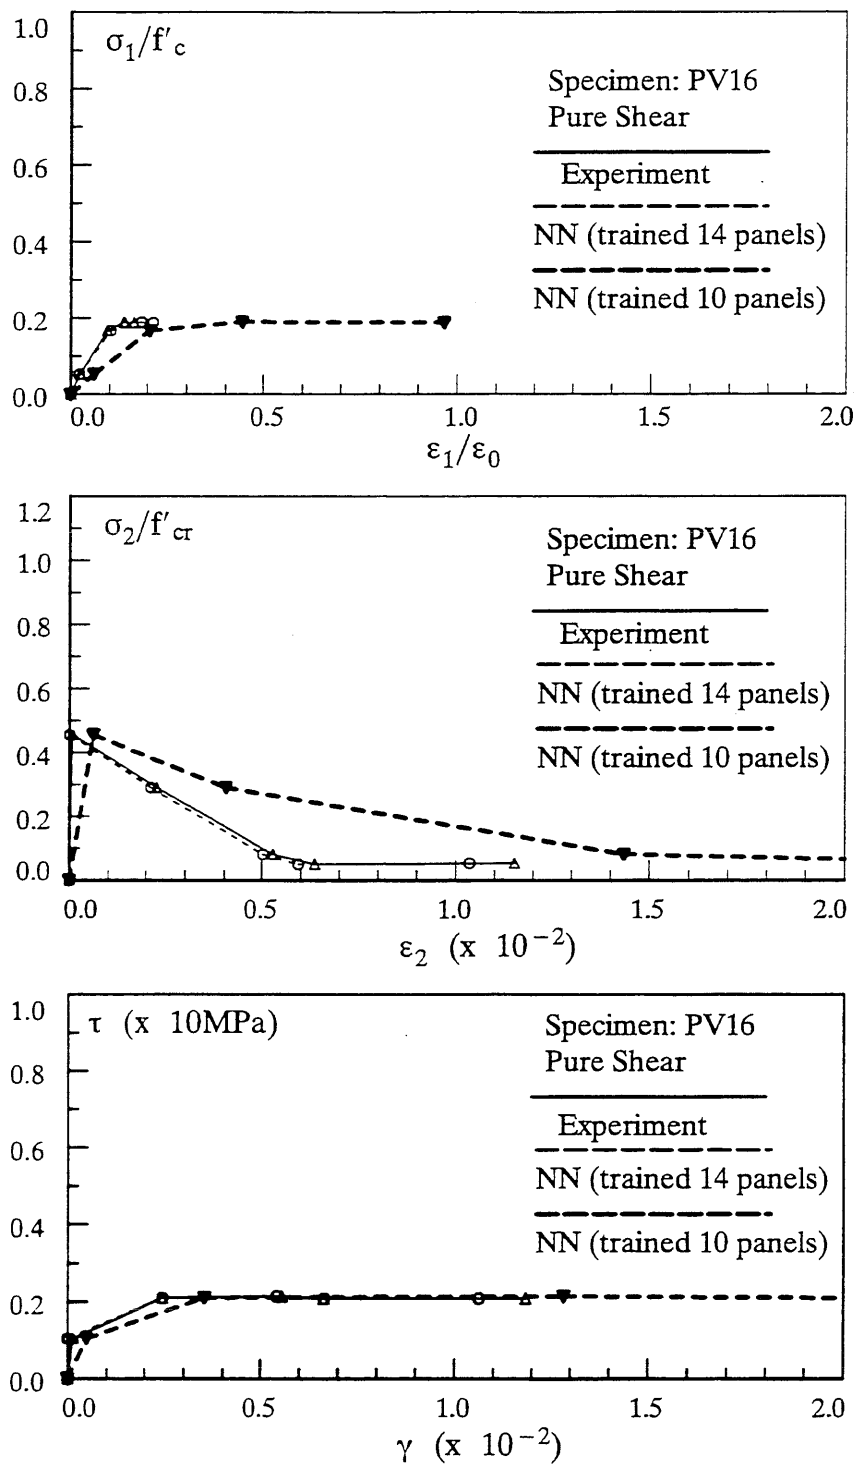 1.0
σ1/f'c
0.8
Specimen: PV16
Pure Shear
0.6
Experiment
0.4
NN (trained 14 panels)
0.2
NN (trained 10 panels)
0.0
0.0 0.5 1.0 1.5 2.0
ε1/ε0
1.2
σ2/f'cr
1.0
Specimen: PV16
Pure Shear
0.8
Experiment
0.6
NN (trained 14 panels)
0.4
NN (trained 10 panels)
0.2
0.0
0.0 0.5 1.0 1.5 2.0
ε2 (x 10−2)
1.0
τ (x 10MPa)
Specimen: PV16
Pure Shear
0.8
Experiment
0.6
NN (trained 14 panels)
0.4
NN (trained 10 panels)
0.2
0.0
0.0 0.5 1.0 1.5 2.0
γ (x 10−2)